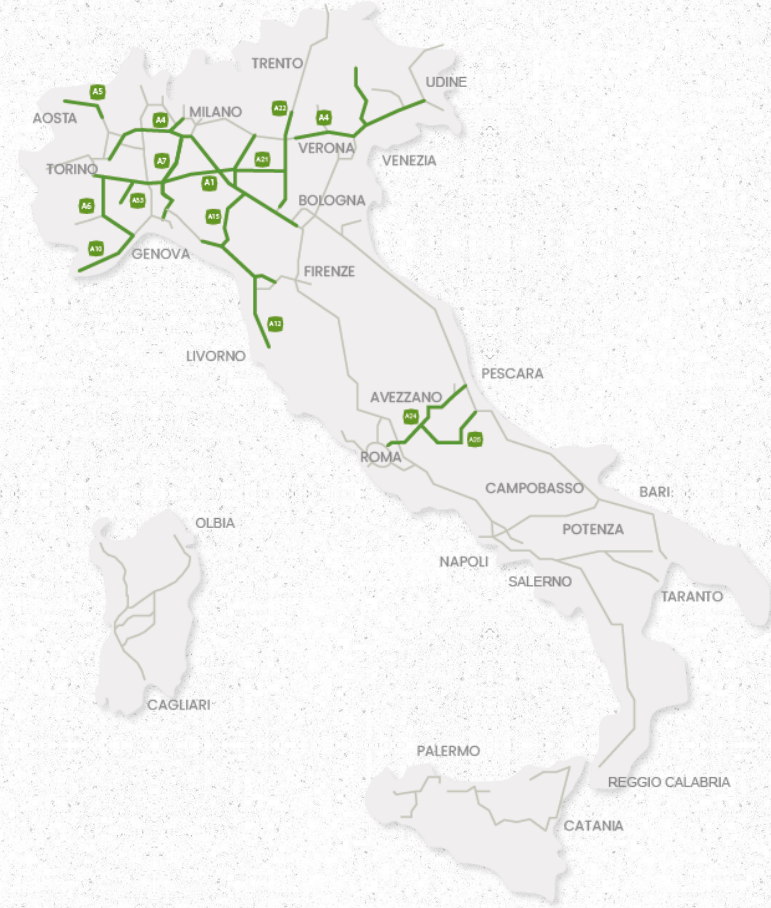 TRENTO
UDINE
A5
AOSTA
A22
A4
MILANO
A4
VERONA
VENEZIA
TORINO
A7
A21
A1
A6
A53
A15
BOLOGNA
A10
GENOVA
FIRENZE
A12
LIVORNO
PESCARA
AVEZZANO
A24
A25
ROMA
CAMPOBASSO
BARI
OLBIA
POTENZA
NAPOLI
SALERNO
TARANTO
CAGLIARI
PALERMO
REGGIO CALABRIA
CATANIA